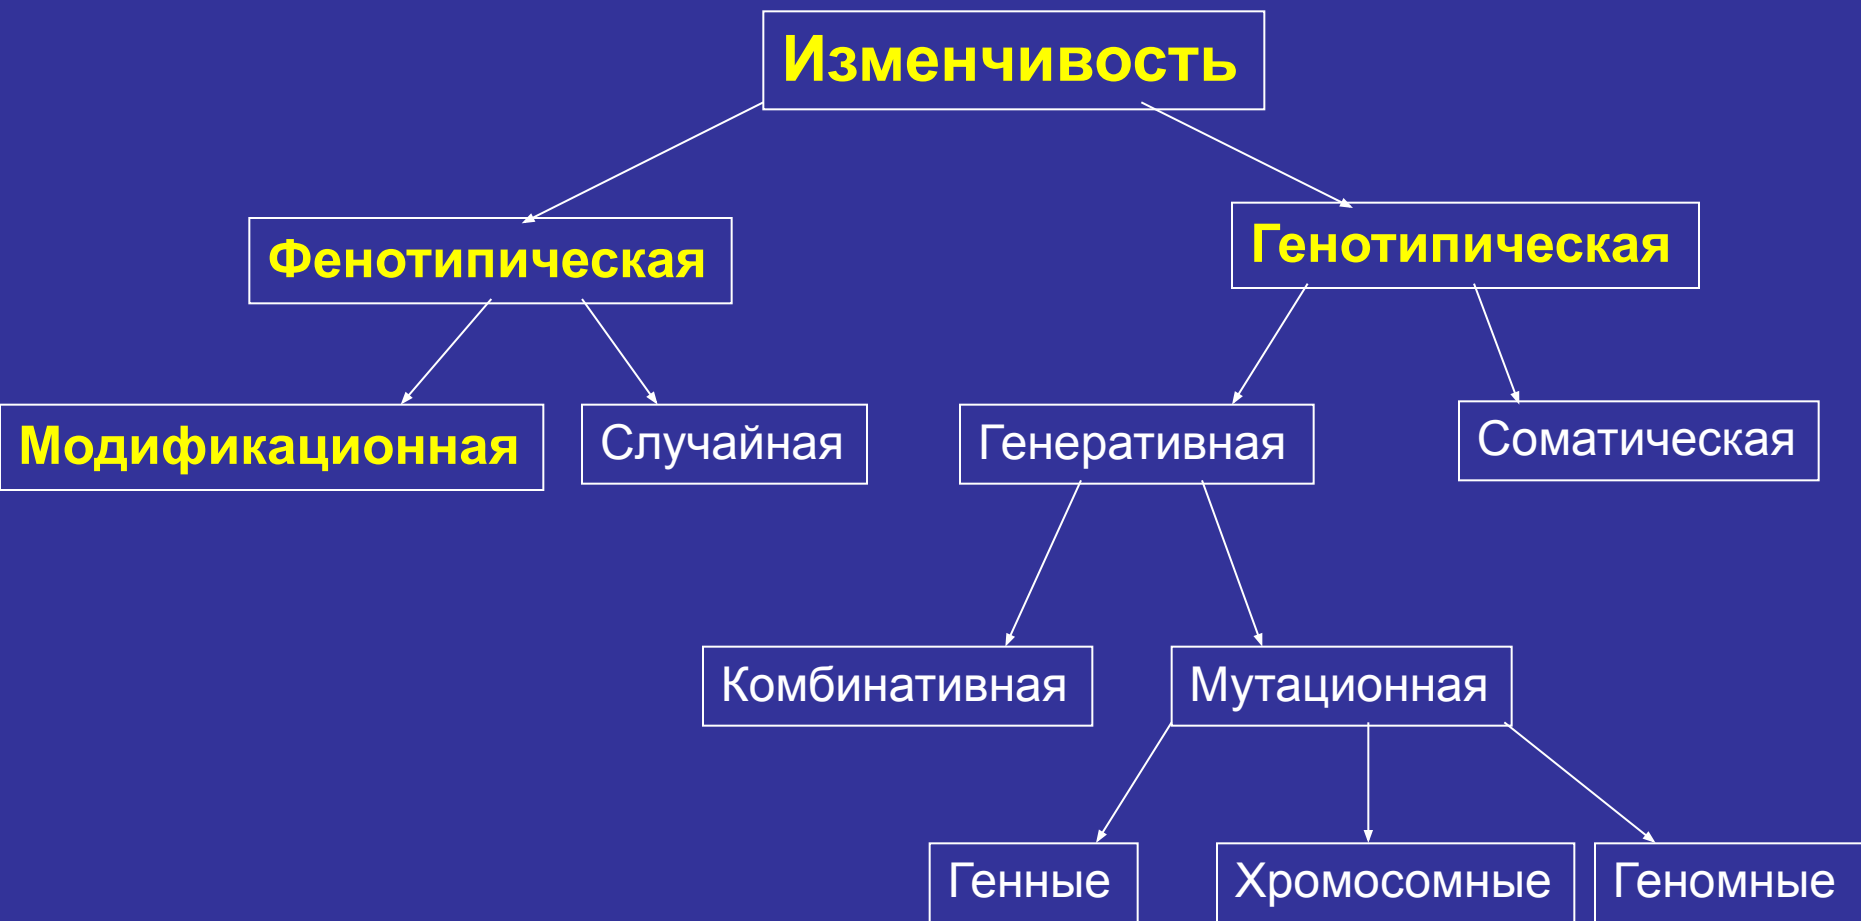 Изменчивость
Фенотипическая
Генотипическая
Модификационная
Случайная
Генеративная
Соматическая
Комбинативная
Мутационная
Генные
Хромосомные
Геномные